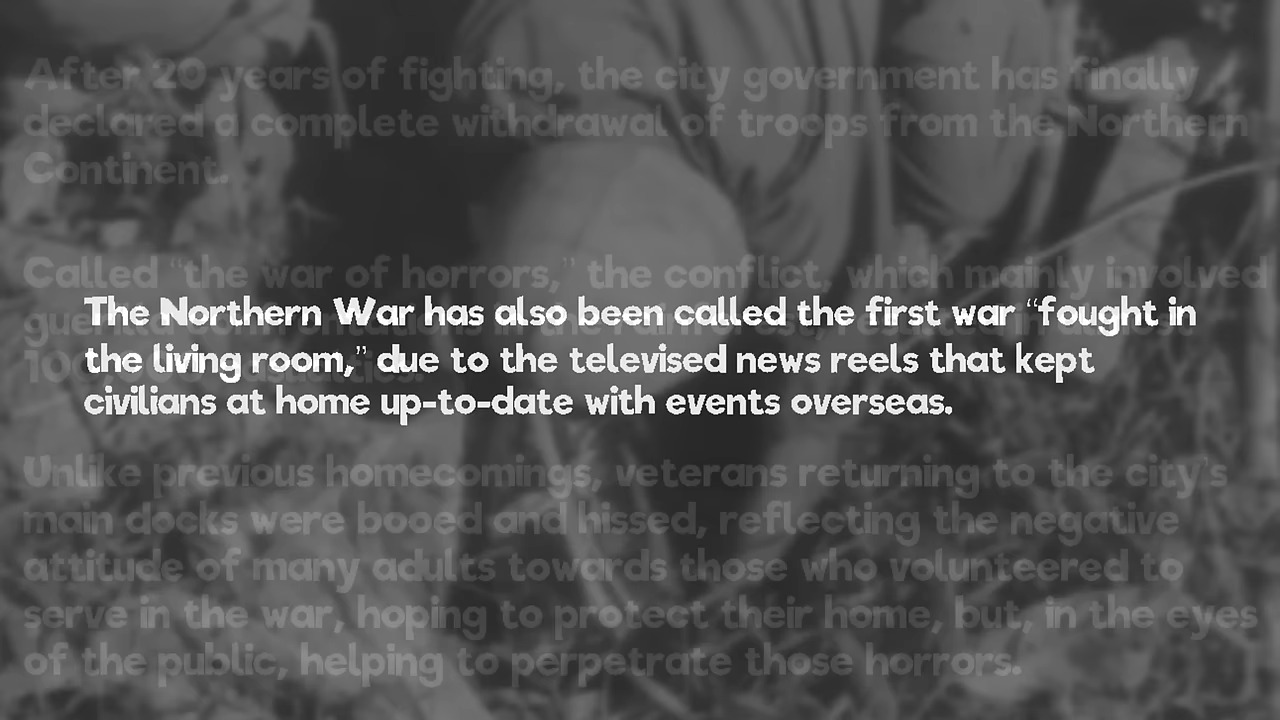 After 20 years of fighting, the city government has finally
declared a complete withdrawal of troops from the Northern
Continent.
Called “the war of horrors,” the conflict, which mainly involved
The Northern War has also been called the first war “fought in
the living room,” due to the televised news reels that kept
civilians at home up-to-date with events overseas.
Unlike previous homecomings, veterans returning to the city's
main docks were booed and hissed, reflecting the negative
attitude of many adults towards those who volunteered to
serve in the war, hoping to protect their home, but, in the eyes
of the public, helping to perpetrate those horrors.